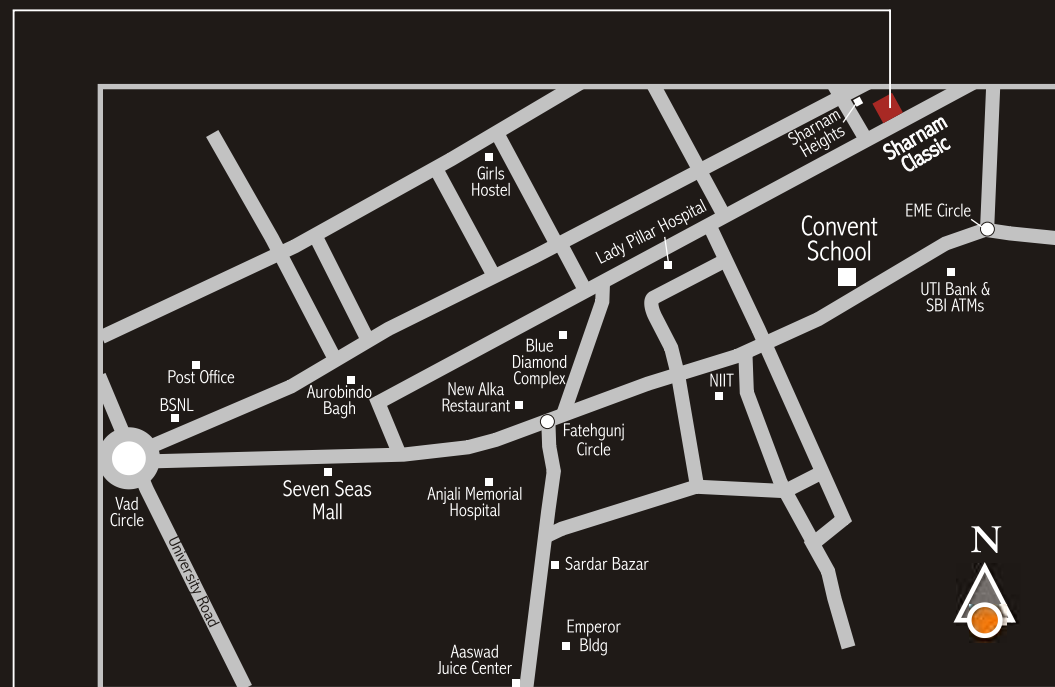 Sharnam
Heights
Sharnam
Classic
Girls
Hostel
Lady Pillar Hospital
EME Circle
Convent
School
UTI Bank &
SBI ATMs
Post Office
BSNL
Aurobindo
Bagh
Blue
Diamond
Complex
New Alka
Restaurant
NIIT
Fatehgunj
Circle
Vad
Circle
Seven Seas
Mall
Anjali Memorial
Hospital
University Road
Sardar Bazar
N
Emperor
Bldg
Aaswad
Juice Center